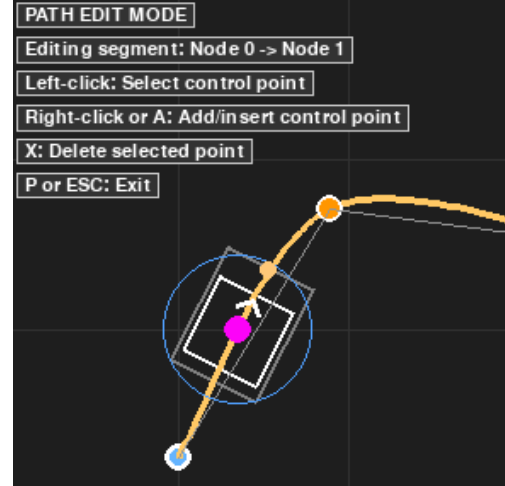 PATH EDIT MODE
Editing segment: Node 0 -> Node 1
Left-click: Select control point
Right-click or A: Add/insert control point
X: Delete selected point
P or ESC: Exit